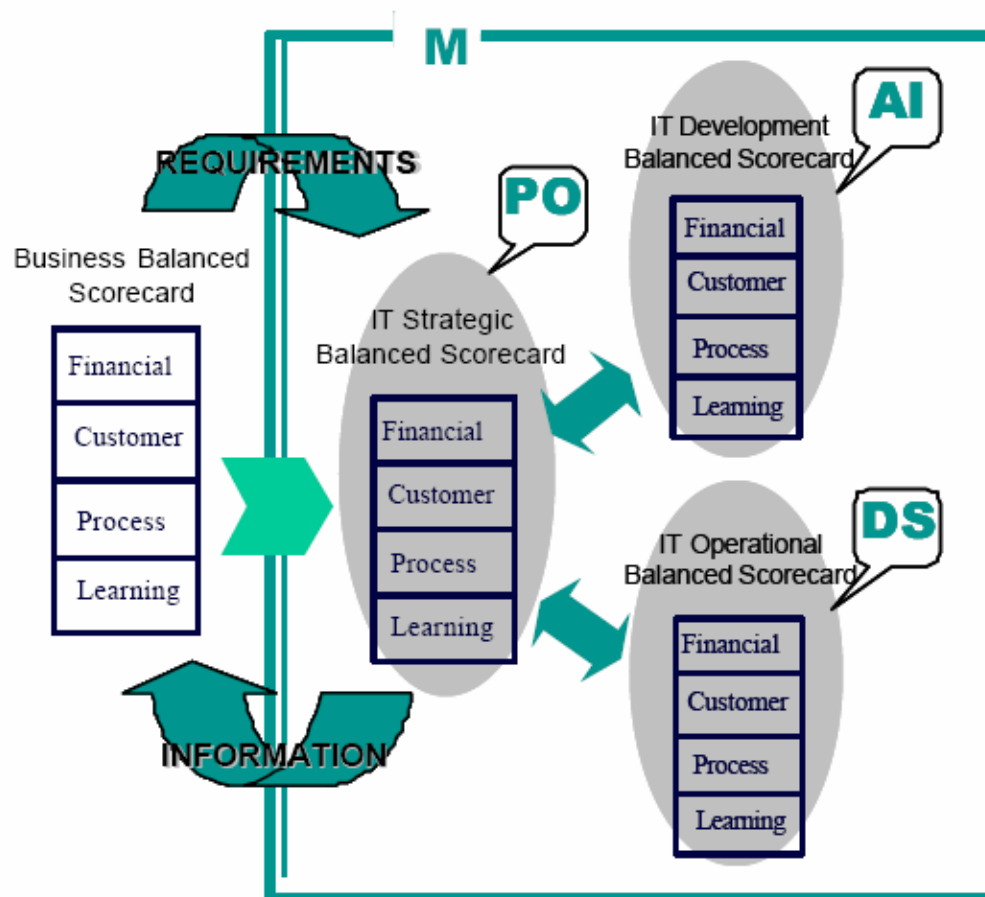 M
AI
IT Development
Balanced Scorecard
Financial
Customer
Process
Learning
REQUIREMENTS
PO
Business Balanced
Scorecard
Financial
Customer
Process
Learning
IT Strategic
Balanced Scorecard
Financial
Customer
Process
Learning
DS
IT Operational
Balanced Scorecard
Financial
Customer
Process
Learning
INFORMATION